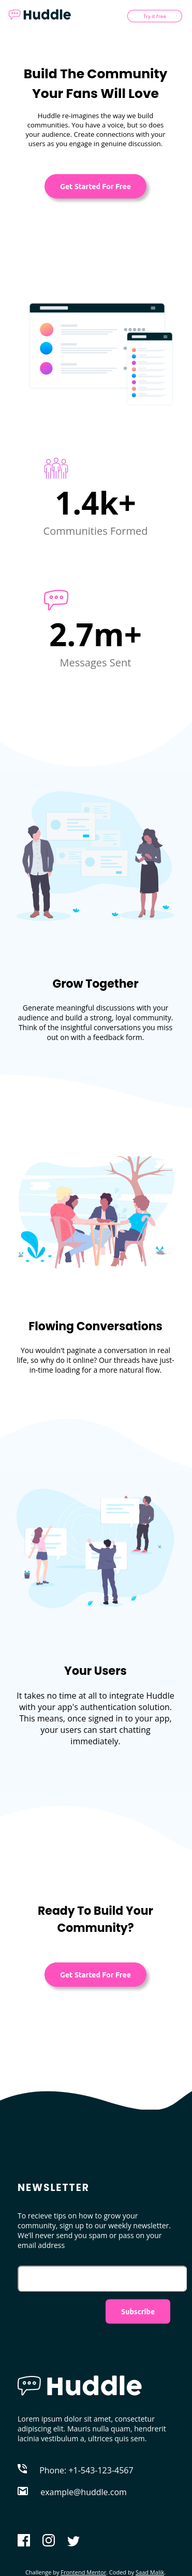 Huddle
Try it Free
Build The Community
Your Fans Will Love
Huddle re-imagines the way we build
communities. You have a voice, but so does
your audience. Create connections with your
users as you engage in genuine discussion.
Get Started For Free
1.4k+
Communities Formed
2.7m+
Messages Sent
Grow Together
Generate meaningful discussions with your
audience and build a strong, loyal community.
Think of the insightful conversations you miss
out on with a feedback form.
Flowing Conversations
You wouldn't paginate a conversation in real
life, so why do it online? Our threads have just-
in-time loading for a more natural flow.
Your Users
It takes no time at all to integrate Huddle
with your app's authentication solution.
This means, once signed in to your app,
your users can start chatting
immediately.
Ready To Build Your
Community?
Get Started For Free
NEWSLETTER
To recieve tips on how to grow your
community, sign up to our weekly newsletter.
We'll never send you spam or pass on your
email address
Subscribe
Huddle
Lorem ipsum dolor sit amet, consectetur
adipiscing elit. Mauris nulla quam, hendrerit
lacinia vestibulum a, ultrices quis sem.
Phone: +1-543-123-4567
example@huddle.com
Challenge by Frontend Mentor. Coded by Saad Malik.